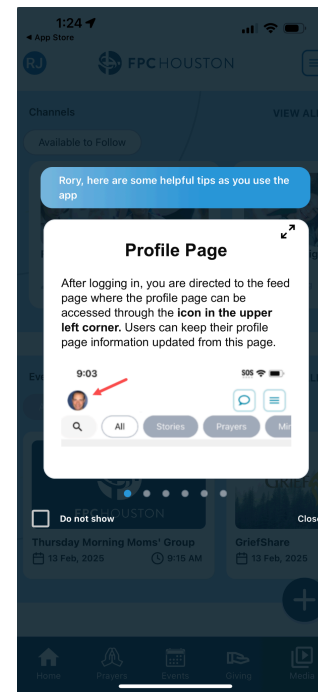 1:24
◄ App Store
RJ
FPCHOUSTON
Channels
VIEW AL
Available to Follow
Rory, here are some helpful tips as you use the
app
Profile Page
After logging in, you are directed to the feed
page where the profile page can be
accessed through the icon in the upper
left corner. Users can keep their profile
page information updated from this page.
9:03
SOS
All
Stories
Prayers
Mi
Do not show
Close
FPCHOUSTON
Thursday Morning Moms' Group
13 Feb, 2025
9:15 AM
GriefShare
13 Feb, 2025
Home
Prayers
Events
Giving
Media